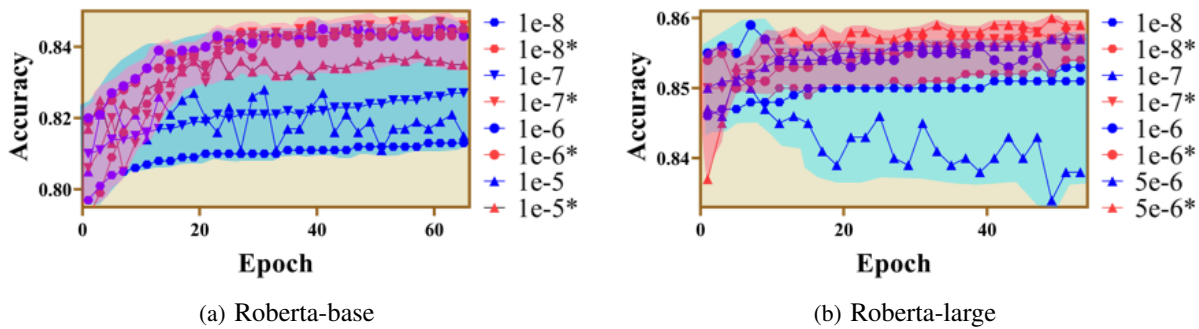 Accuracy
0.84
0.82
0.80
0
20
40
60
Epoch
1e-8
1e-8*
1e-7
1e-7*
1e-6
1e-6*
1e-5
1e-5*
(a) Roberta-base
Accuracy
0.86
0.85
0.84
0
20
40
Epoch
1e-8
1e-8*
1e-7
1e-7*
1e-6
1e-6*
5e-6
5e-6*
(b) Roberta-large